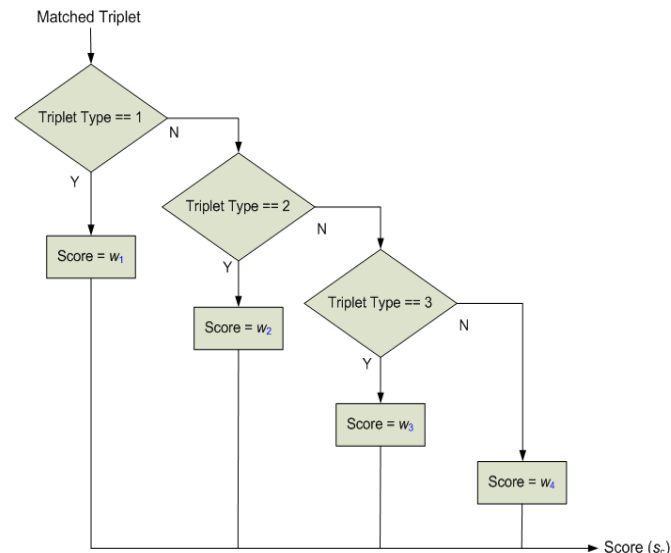 Matched Triplet
Triplet Type == 1
N
Y
Triplet Type == 2
N
Y
Score = w1
Triplet Type == 3
N
Y
Score = w2
Score = w3
Score = w4
Score (sc)